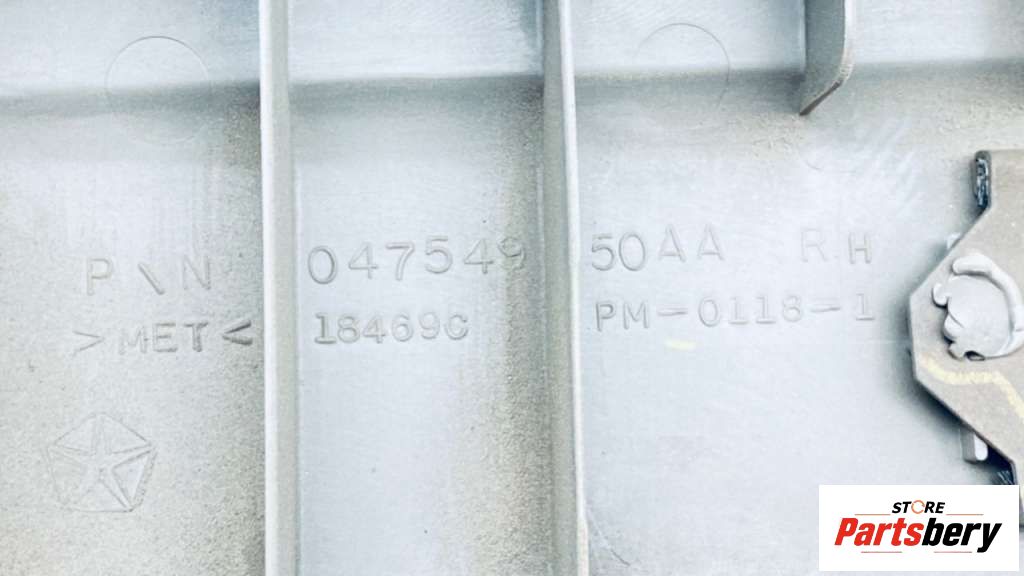 P\N 04754950AA RH
>MET< 18469C PM-0118-1
STORE
Partsbery